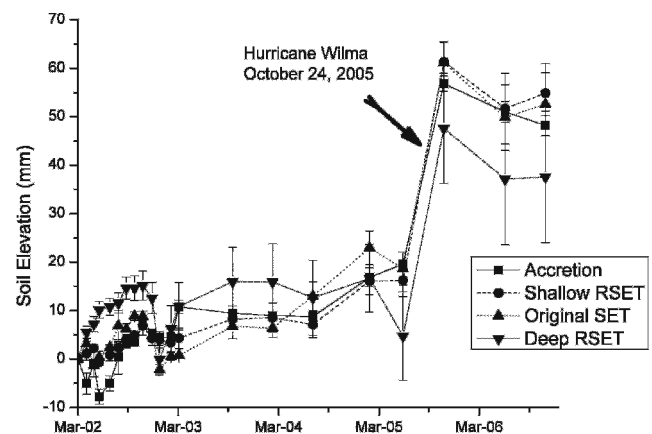 70
60
50
40
30
20
10
0
-10
Soil Elevation (mm)
Hurricane Wilma
October 24, 2005
Accretion
Shallow RSET
Original SET
Deep RSET
Mar-02 Mar-03 Mar-04 Mar-05 Mar-06